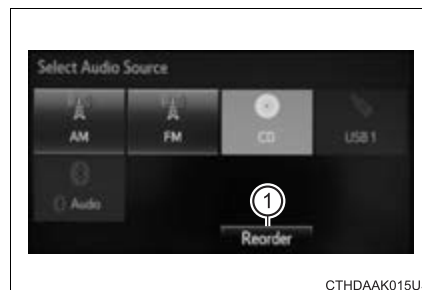 Select Audio Source
AM FM CD USB 1
Audio
1
Reorder
CTHDAAK015U